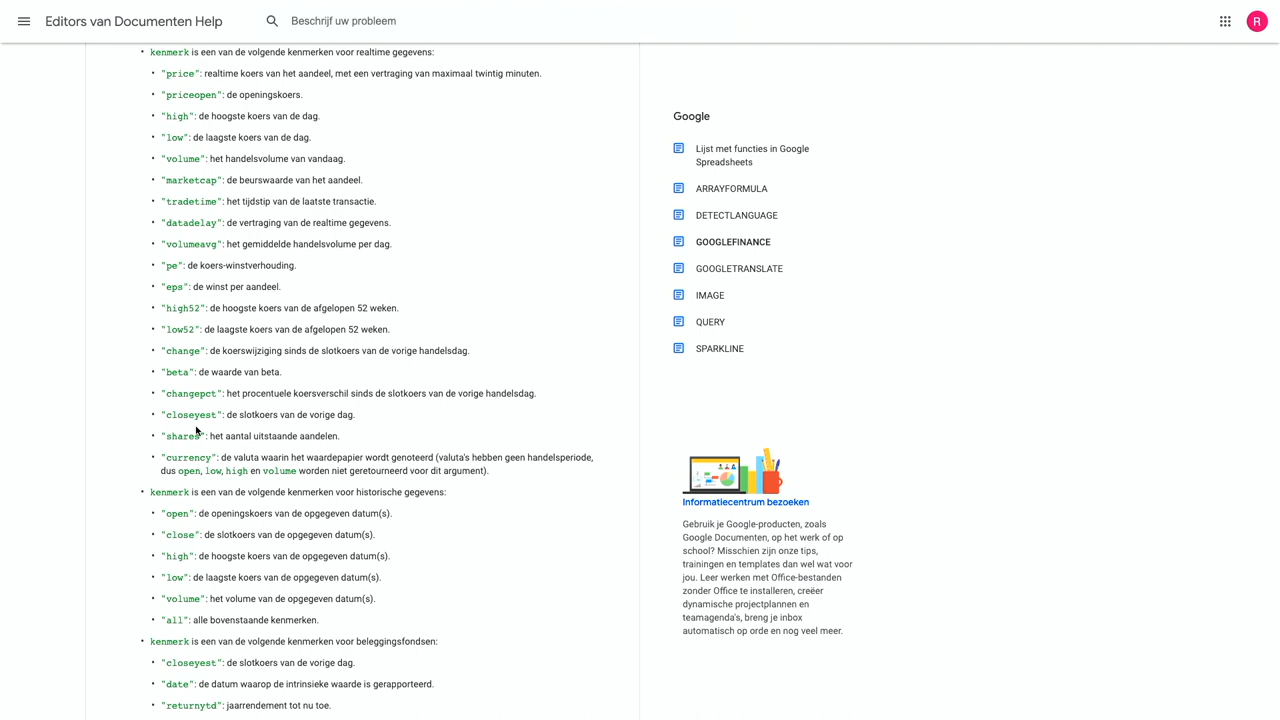 Editors van Documenten Help
Beschrijf uw probleem
R
• kenmerk is een van de volgende kenmerken voor realtime gegevens:
• "price": realtime koers van het aandeel, met een vertraging van maximaal twintig minuten.
• "priceopen": de openingskoers.
• "high": de hoogste koers van de dag.
• "low": de laagste koers van de dag.
• "volume": het handelsvolume van vandaag.
• "marketcap": de beurswaarde van het aandeel.
• "tradetime": het tijdstip van de laatste transactie.
• "datadelay": de vertraging van de realtime gegevens.
• "volumeavg": het gemiddelde handelsvolume per dag.
• "pe": de koers-winstverhouding.
• "eps": de winst per aandeel.
• "high52": de hoogste koers van de afgelopen 52 weken.
• "low52": de laagste koers van de afgelopen 52 weken.
• "change": de koerswijziging sinds de slotkoers van de vorige handelsdag.
• "beta": de waarde van beta.
• "changepct": het procentuele koersverschil sinds de slotkoers van de vorige handelsdag.
• "closeyest": de slotkoers van de vorige dag.
• "shares": het aantal uitstaande aandelen.
• "currency": de valuta waarin het waardepapier wordt genoteerd (valuta's hebben geen handelsperiode,
dus open, low, high en volume worden niet geretourneerd voor dit argument).
• kenmerk is een van de volgende kenmerken voor historische gegevens:
• "open": de openingskoers van de opgegeven datum(s).
• "close": de slotkoers van de opgegeven datum(s).
• "high": de hoogste koers van de opgegeven datum(s).
• "low": de laagste koers van de opgegeven datum(s).
• "volume": het volume van de opgegeven datum(s).
• "all": alle bovenstaande kenmerken.
• kenmerk is een van de volgende kenmerken voor beleggingsfondsen:
• "closeyest": de slotkoers van de vorige dag.
• "date": de datum waarop de intrinsieke waarde is gerapporteerd.
• "returnytd": jaarrendement tot nu toe.
Google
Lijst met functies in Google
Spreadsheets
ARRAYFORMULA
DETECTLANGUAGE
GOOGLEFINANCE
GOOGLETRANSLATE
IMAGE
QUERY
SPARKLINE
Informatiecentrum bezoeken
Gebruik je Google-producten, zoals
Google Documenten, op het werk of op
school? Misschien zijn onze tips,
trainingen en templates dan wel wat voor
jou. Leer werken met Office-bestanden
zonder Office te installeren, creëer
dynamische projectplannen en
teamagenda's, breng je inbox
automatisch op orde en nog veel meer.